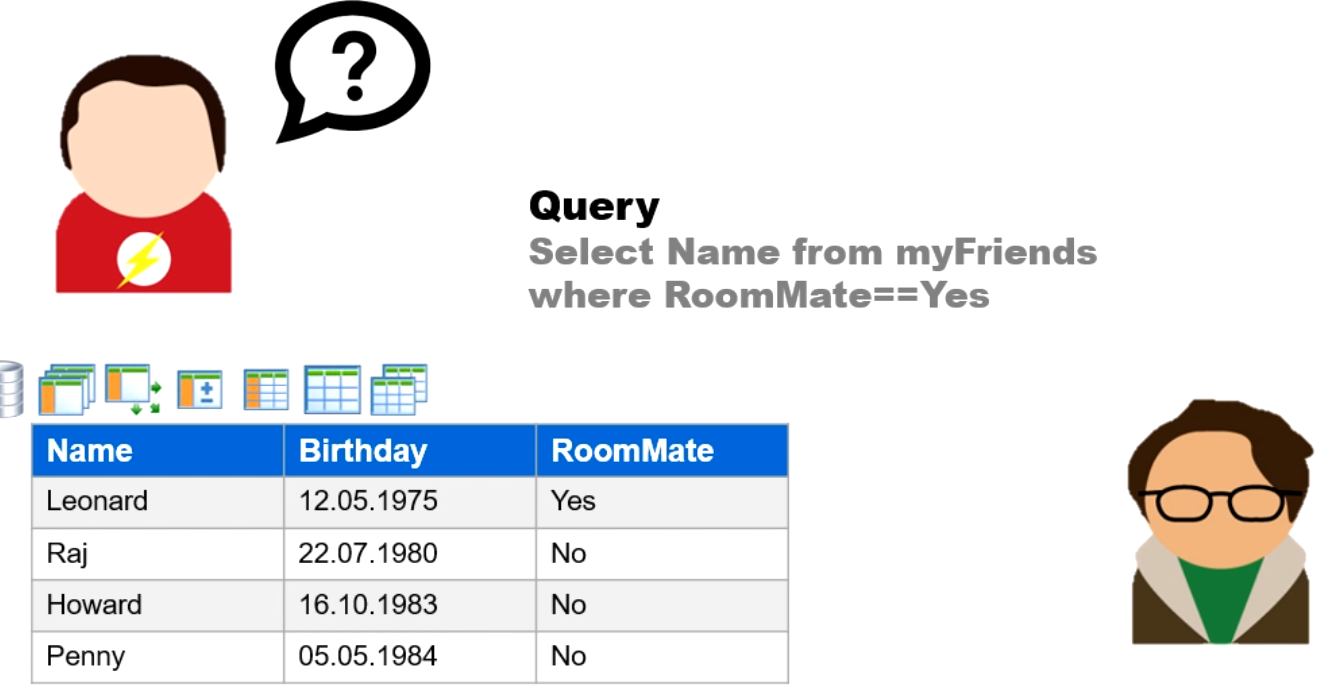 ?
Query
Select Name from myFriends
where RoomMate==Yes
Name Birthday RoomMate
Leonard 12.05.1975 Yes
Raj 22.07.1980 No
Howard 16.10.1983 No
Penny 05.05.1984 No